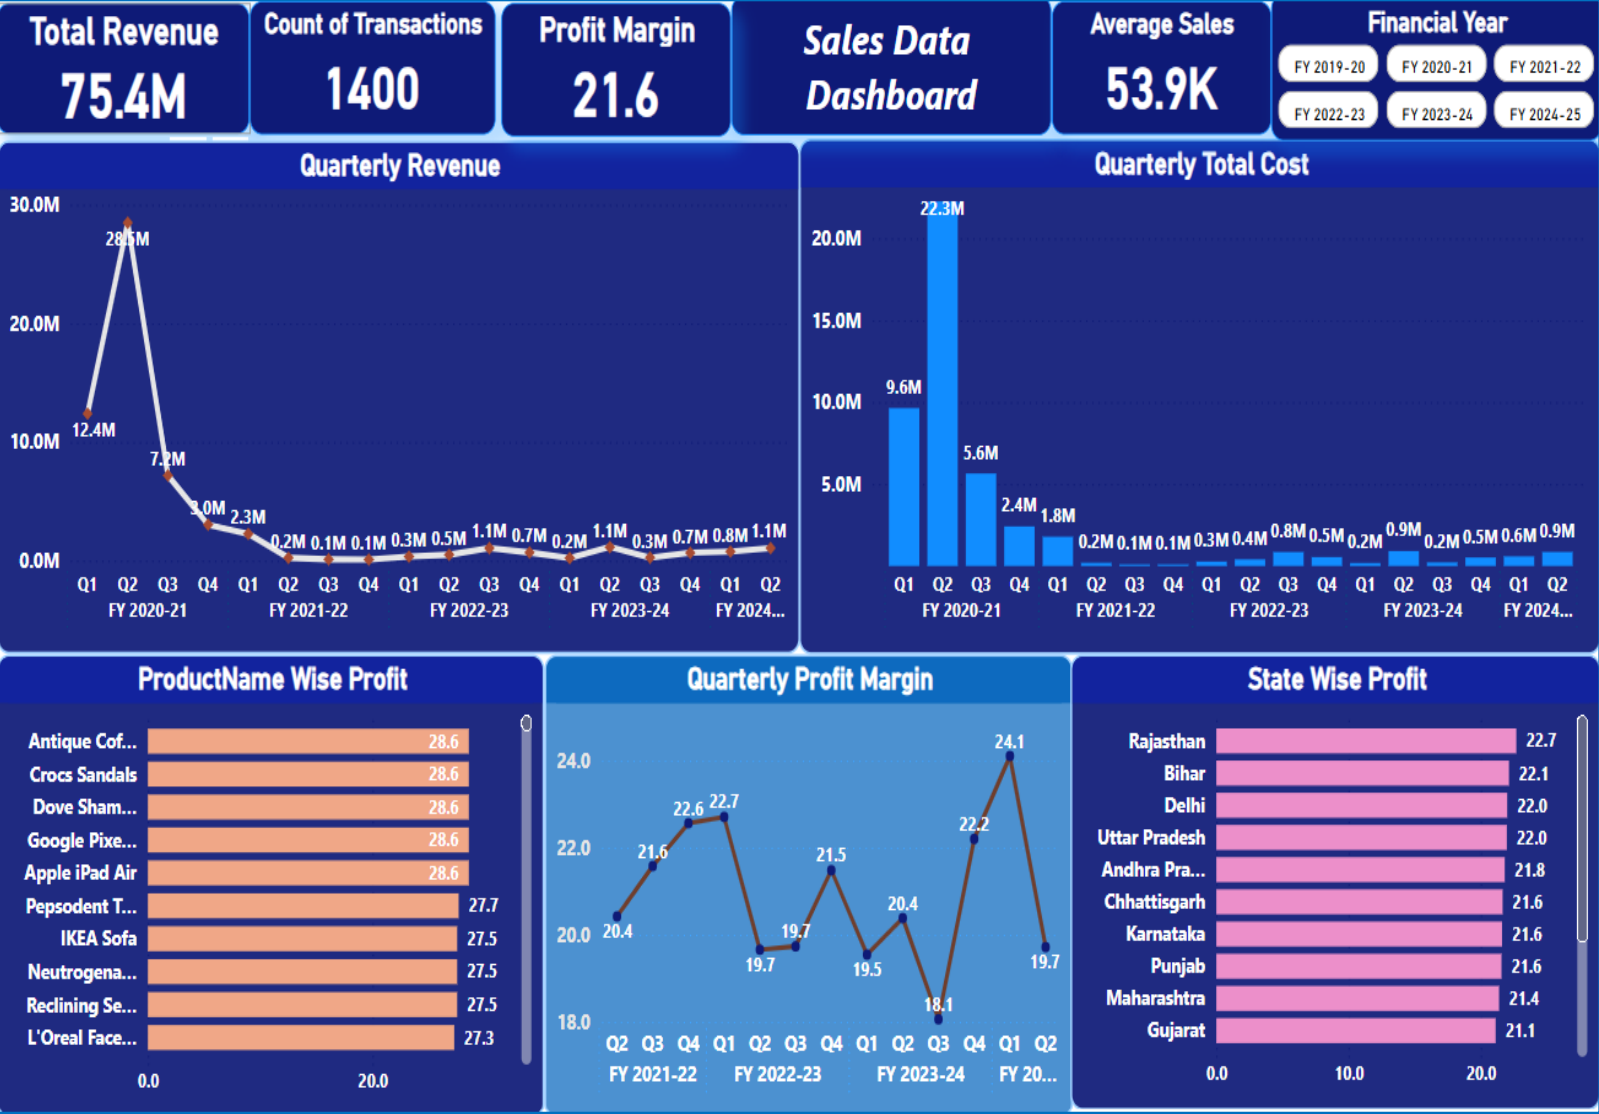 Total Revenue
75.4M
Count of Transactions
1400
Profit Margin
21.6
Sales Data
Dashboard
Average Sales
53.9K
Financial Year
FY 2019-20 FY 2020-21 FY 2021-22
FY 2022-23 FY 2023-24 FY 2024-25
Quarterly Revenue
30.0M
20.0M
10.0M
0.0M
12.4M 28.5M 7.2M 3.0M 2.3M 0.2M 0.1M 0.1M 0.3M 0.5M 1.1M 0.7M 0.2M 1.1M 0.3M 0.7M 0.8M 1.1M
Q1 Q2 Q3 Q4 Q1 Q2 Q3 Q4 Q1 Q2 Q3 Q4 Q1 Q2 Q3 Q4 Q1 Q2
FY 2020-21 FY 2021-22 FY 2022-23 FY 2023-24 FY 2024...
Quarterly Total Cost
20.0M
15.0M
10.0M
5.0M
9.6M 22.3M 5.6M 2.4M 1.8M 0.2M 0.1M 0.1M 0.3M 0.4M 0.8M 0.5M 0.2M 0.9M 0.2M 0.5M 0.6M 0.9M
Q1 Q2 Q3 Q4 Q1 Q2 Q3 Q4 Q1 Q2 Q3 Q4 Q1 Q2 Q3 Q4 Q1 Q2
FY 2020-21 FY 2021-22 FY 2022-23 FY 2023-24 FY 2024...
ProductName Wise Profit
Antique Cof... 28.6
Crocs Sandals 28.6
Dove Sham... 28.6
Google Pixe... 28.6
Apple iPad Air 28.6
Pepsodent T... 27.7
IKEA Sofa 27.5
Neutrogena... 27.5
Reclining Se... 27.5
L'Oreal Face... 27.3
0.0 20.0
Quarterly Profit Margin
24.0
22.0
20.0
18.0
20.4 21.6 22.6 22.7 19.7 19.7 21.5 19.5 20.4 18.1 22.2 24.1 19.7
Q2 Q3 Q4 Q1 Q2 Q3 Q4 Q1 Q2 Q3 Q4 Q1 Q2
FY 2021-22 FY 2022-23 FY 2023-24 FY 20...
State Wise Profit
Rajasthan 22.7
Bihar 22.1
Delhi 22.0
Uttar Pradesh 22.0
Andhra Pra... 21.8
Chhattisgarh 21.6
Karnataka 21.6
Punjab 21.6
Maharashtra 21.4
Gujarat 21.1
0.0 10.0 20.0